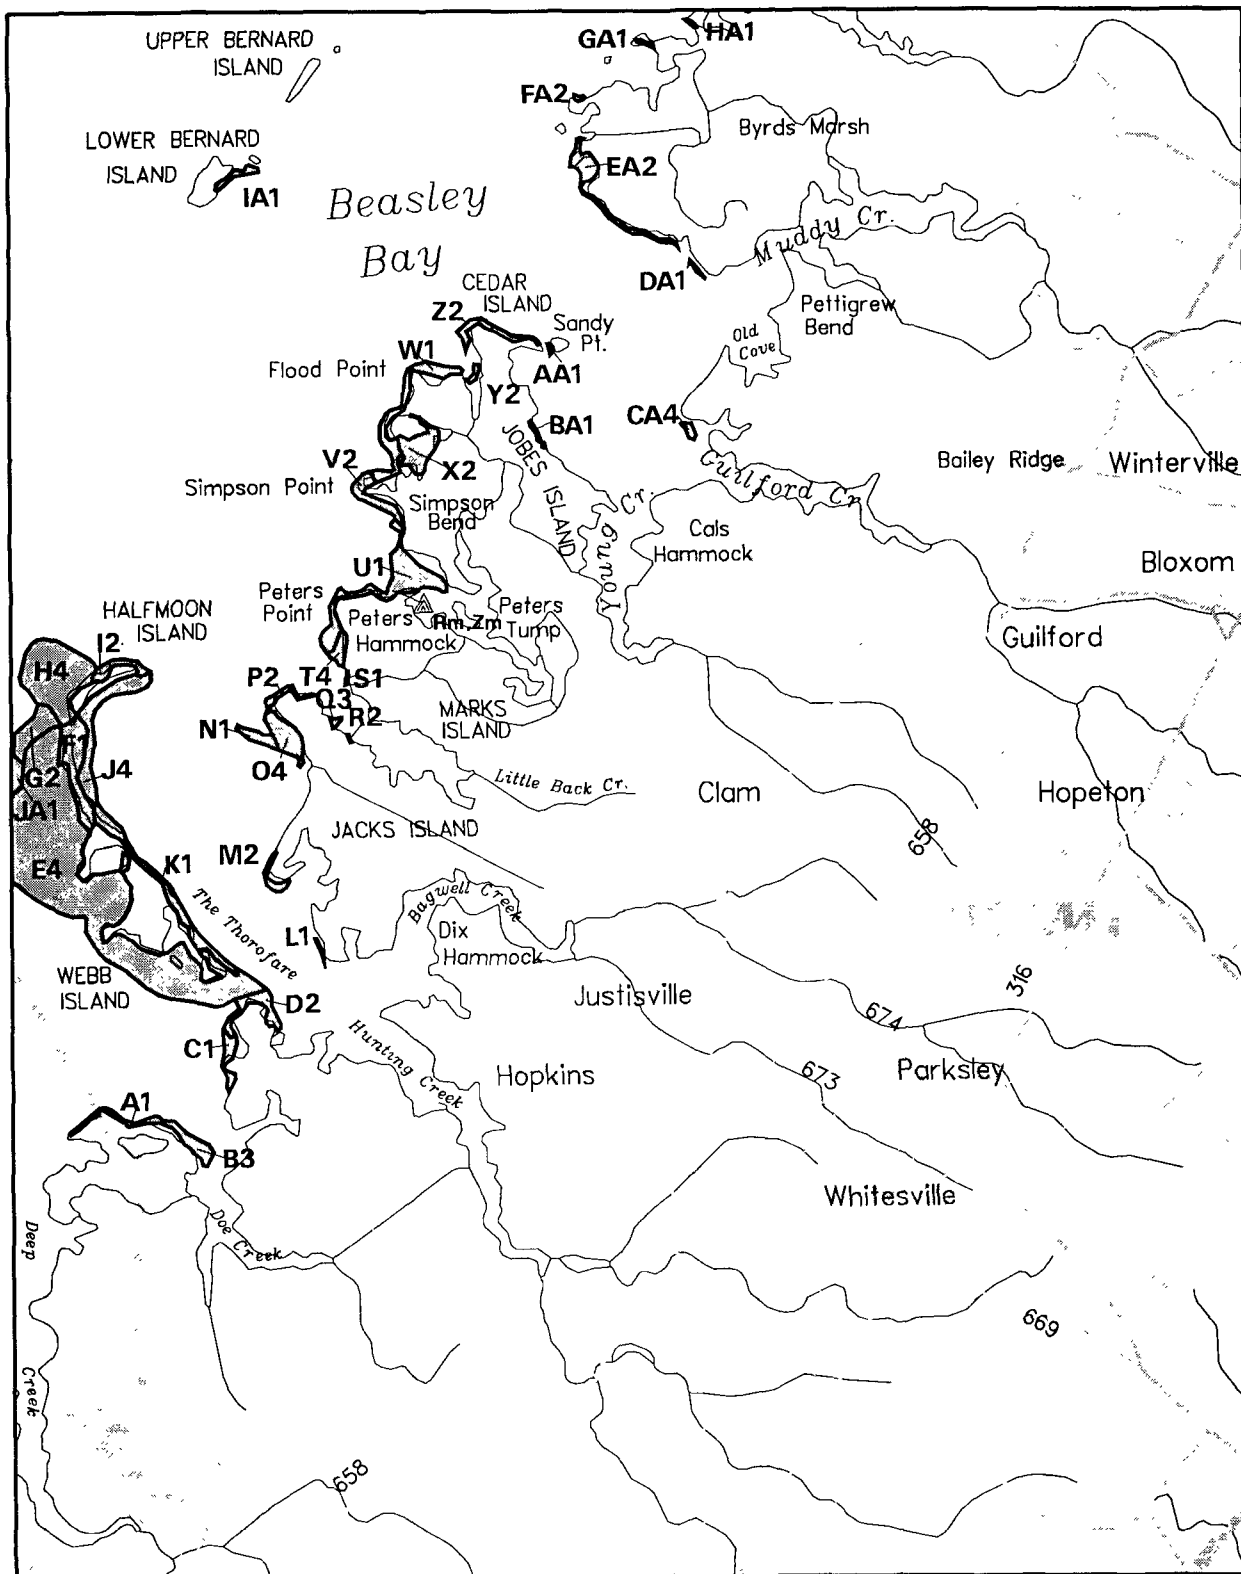 UPPER BERNARD
ISLAND
GA1
HA1
FA2
Byrds Marsh
LOWER BERNARD
ISLAND
IA1
EA2
Beasley
Bay
Muddy Cr.
DA1
CEDAR
ISLAND
Z2
Sandy
Pt.
Pettigrew
Bend
Old
Cove
W1
Flood Point
AA1
Y2
BA1
CA4
V2
X2
JOBES ISLAND
Simpson Point
Simpson
Bend
Guilford Cr.
Bailey Ridge
Winterville
Young Cr.
Cals
Hammock
Bloxom
U1
Peters
Point
Peters
Hammock
Rm.Zm
Peters
Tump
Guilford
HALFMOON
ISLAND
I2
H4
P2
T4
IS1
Q3
R2
N1
MARKS
ISLAND
F1
G2
J4
O4
Little Back Cr.
Clam
Hopeton
JA1
JACKS ISLAND
658
M2
E4
K1
The Thorofare
Bagwell Creek
L1
Dix
Hammock
WEBB
ISLAND
D2
Justisville
316
674
C1
Hunting Creek
Hopkins
673
Parksley
A1
B3
Whitesville
Doe Creek
Deep
Creek
669
658